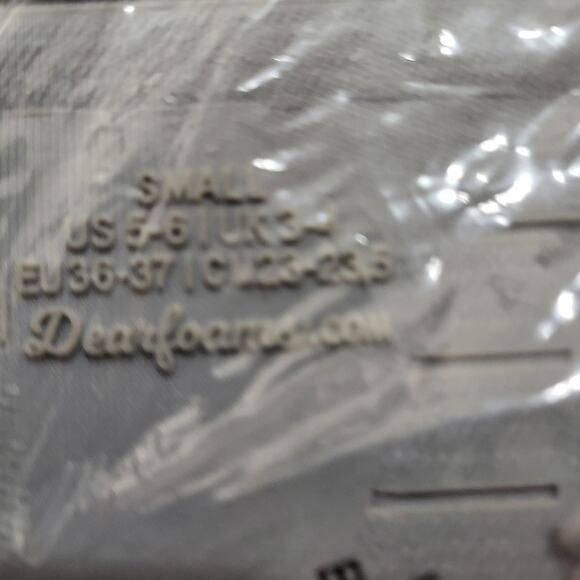 SMALL
US 5-6 | UK 3-4
EU 36-37 | CM 23-23,5
Dearfoams.com
E